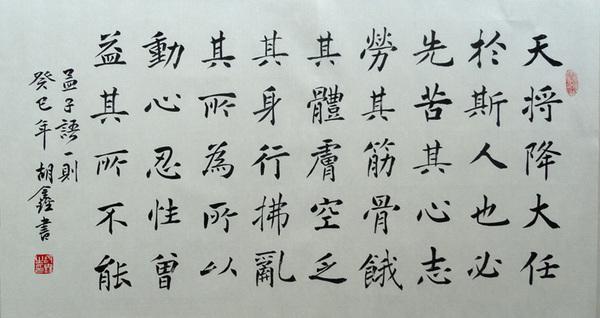 天将降大任
於斯人也必
先苦其心志
勞其筋骨餓
其體膚空乏
其身行拂亂
其所為所以
動心忍性曾
益其所不能
孟子語一則
癸巳年 胡鑫書